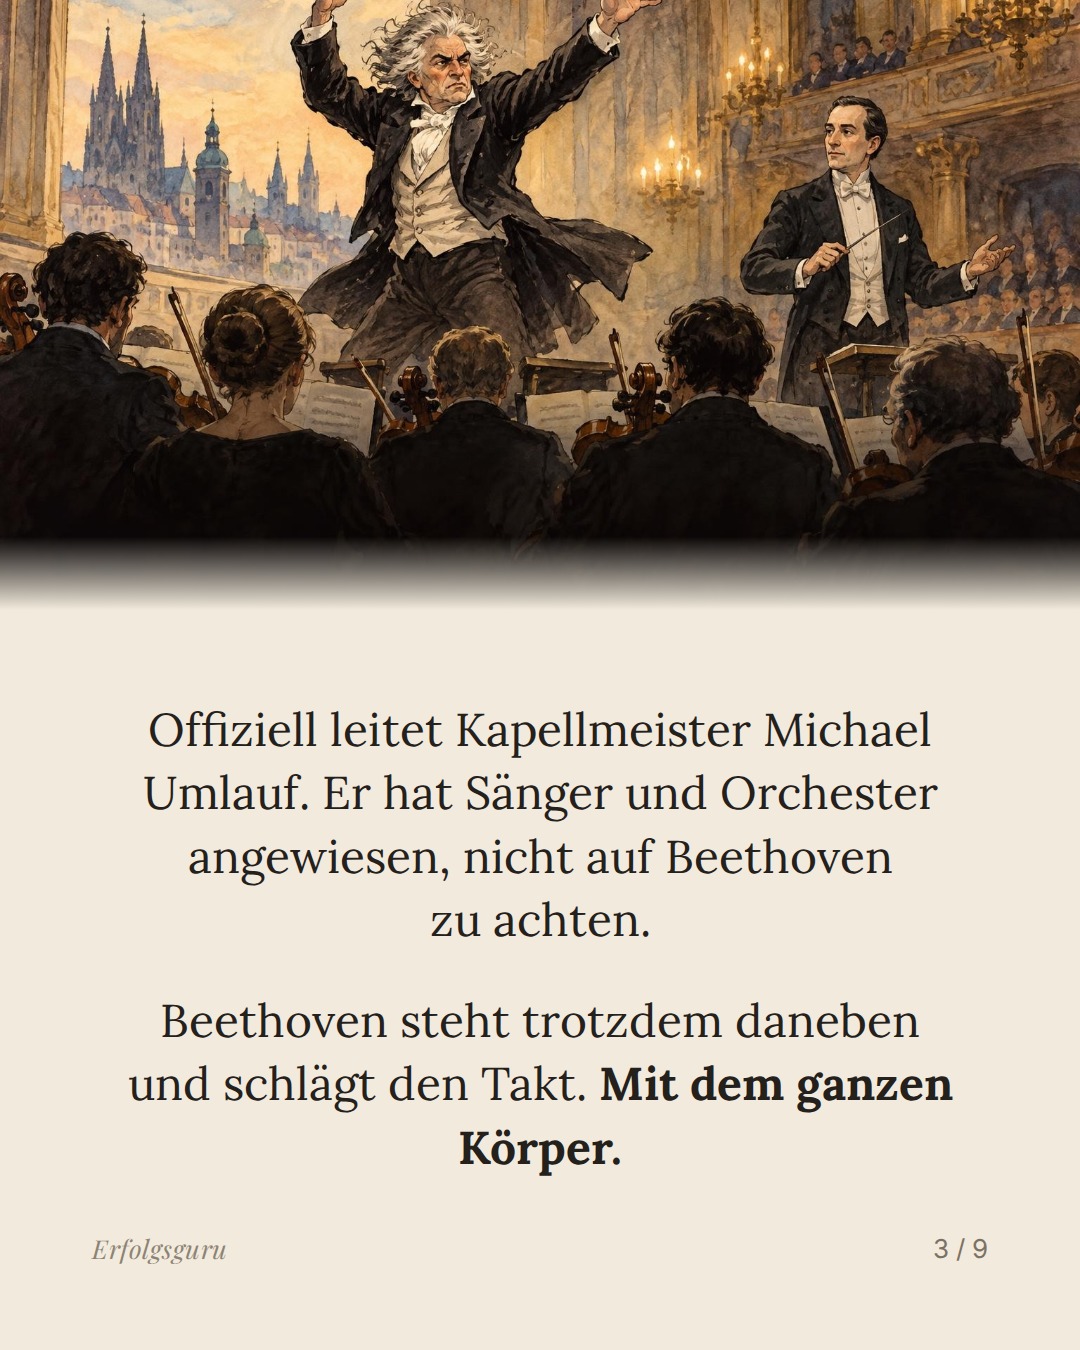 Offiziell leitet Kapellmeister Michael
Umlauf. Er hat Sänger und Orchester
angewiesen, nicht auf Beethoven
zu achten.
Beethoven steht trotzdem daneben
und schlägt den Takt. Mit dem ganzen
Körper.
Erfolgsguru
3 / 9